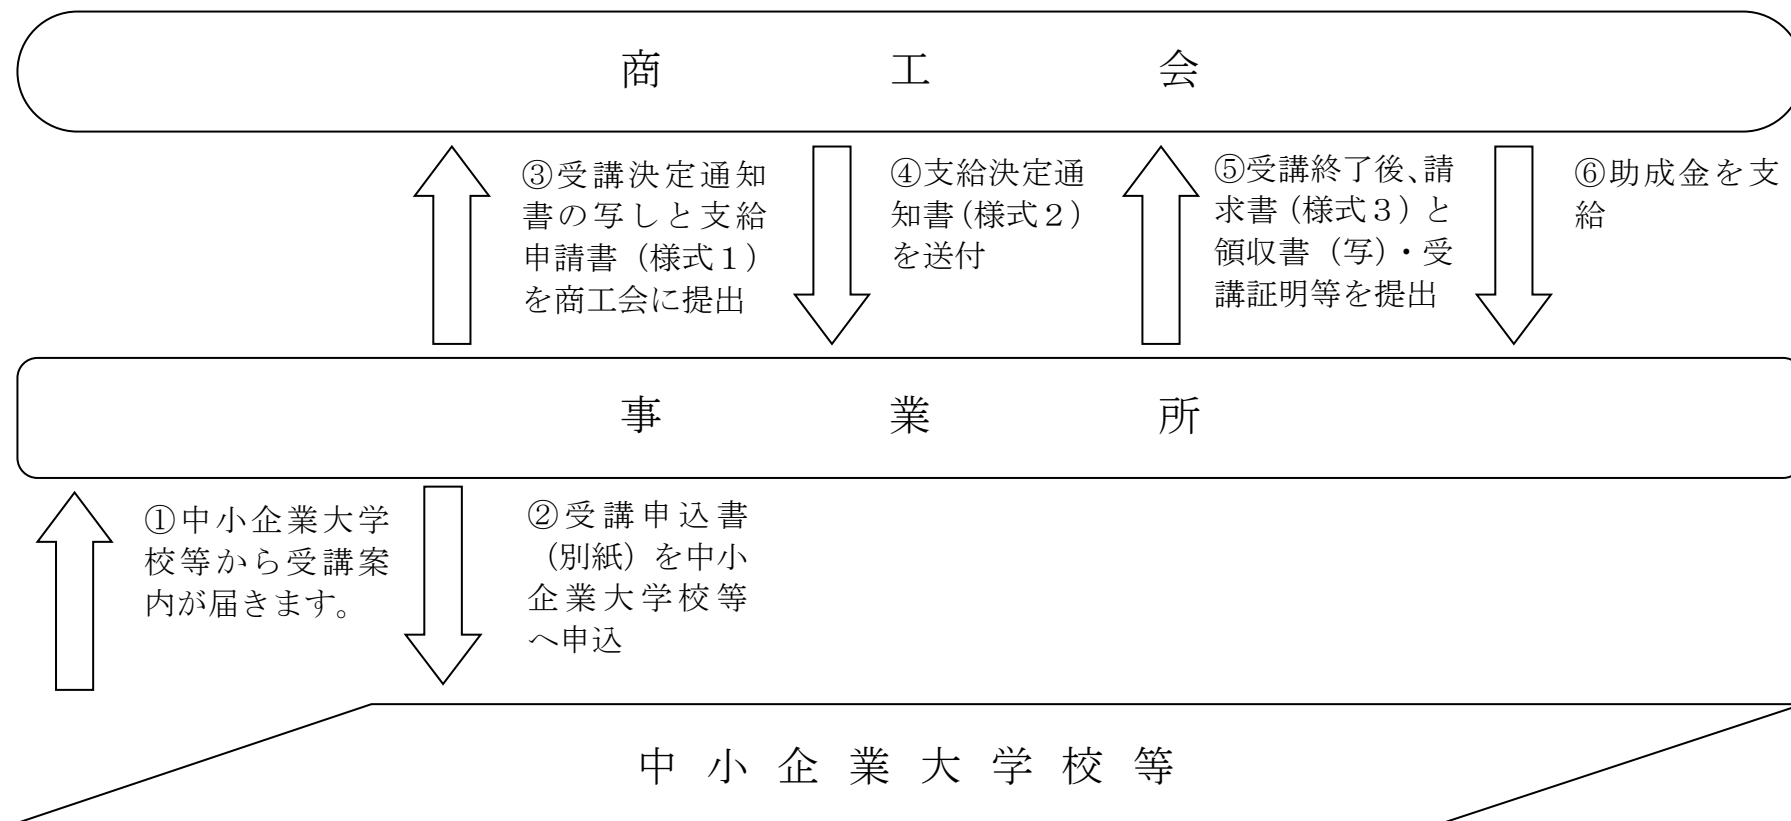 商工会
③受講決定通知
書の写しと支給
申請書（様式１）
を商工会に提出
④支給決定通
知書（様式２）
を送付
⑤受講終了後、請
求書（様式３）と
領収書（写）・受
講証明等を提出
⑥助成金を支
給
事業所
①中小企業大学
校等から受講案
内が届きます。
②受講申込書
（別紙）を中小
企業大学校等
へ申込
中小企業大学校等